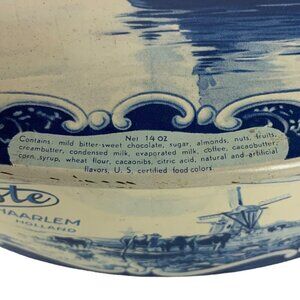 Net 14 OZ
Contains: mild bitter-sweet chocolate, sugar, almonds, nuts, fruits,
creambutter, condensed milk, evaporated milk, coffee, cacaobutter,
corn syrup, wheat flour, cacaonibs, citric acid, natural and artificial
flavors, U. S. certified food colors.
ste
HAARLEM
HOLLAND